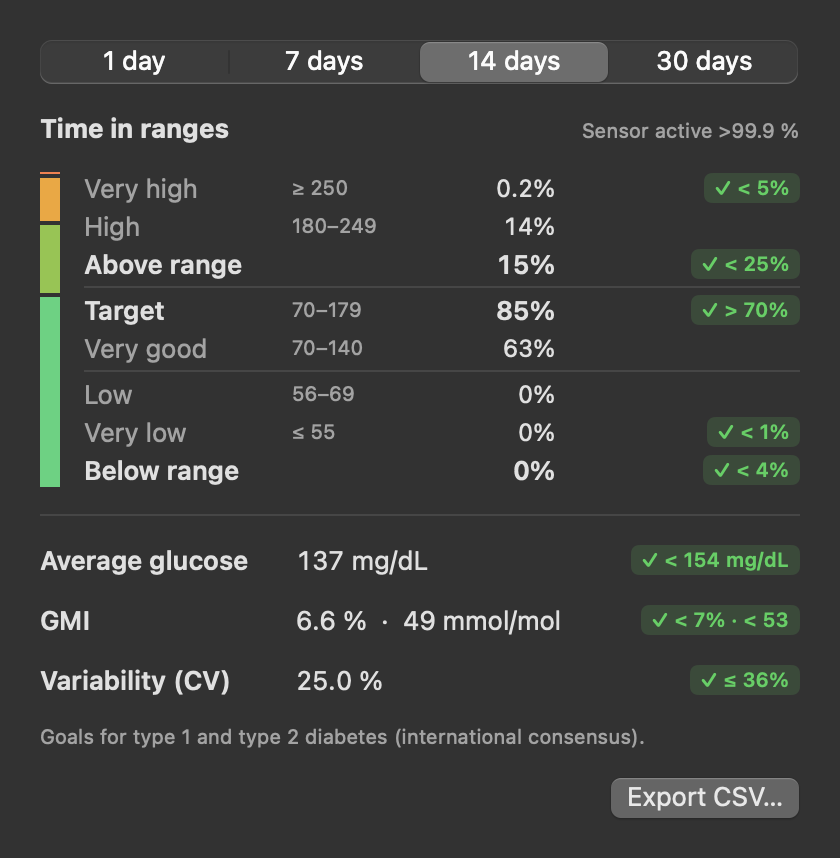 1 day 7 days 14 days 30 days
Time in ranges Sensor active >99.9 %
Very high ≥ 250 0.2% ✓ < 5%
High 180–249 14%
Above range 15% ✓ < 25%
Target 70–179 85% ✓ > 70%
Very good 70–140 63%
Low 56–69 0%
Very low ≤ 55 0% ✓ < 1%
Below range 0% ✓ < 4%
Average glucose 137 mg/dL ✓ < 154 mg/dL
GMI 6.6 % · 49 mmol/mol ✓ < 7% · < 53
Variability (CV) 25.0 % ✓ ≤ 36%
Goals for type 1 and type 2 diabetes (international consensus).
Export CSV...